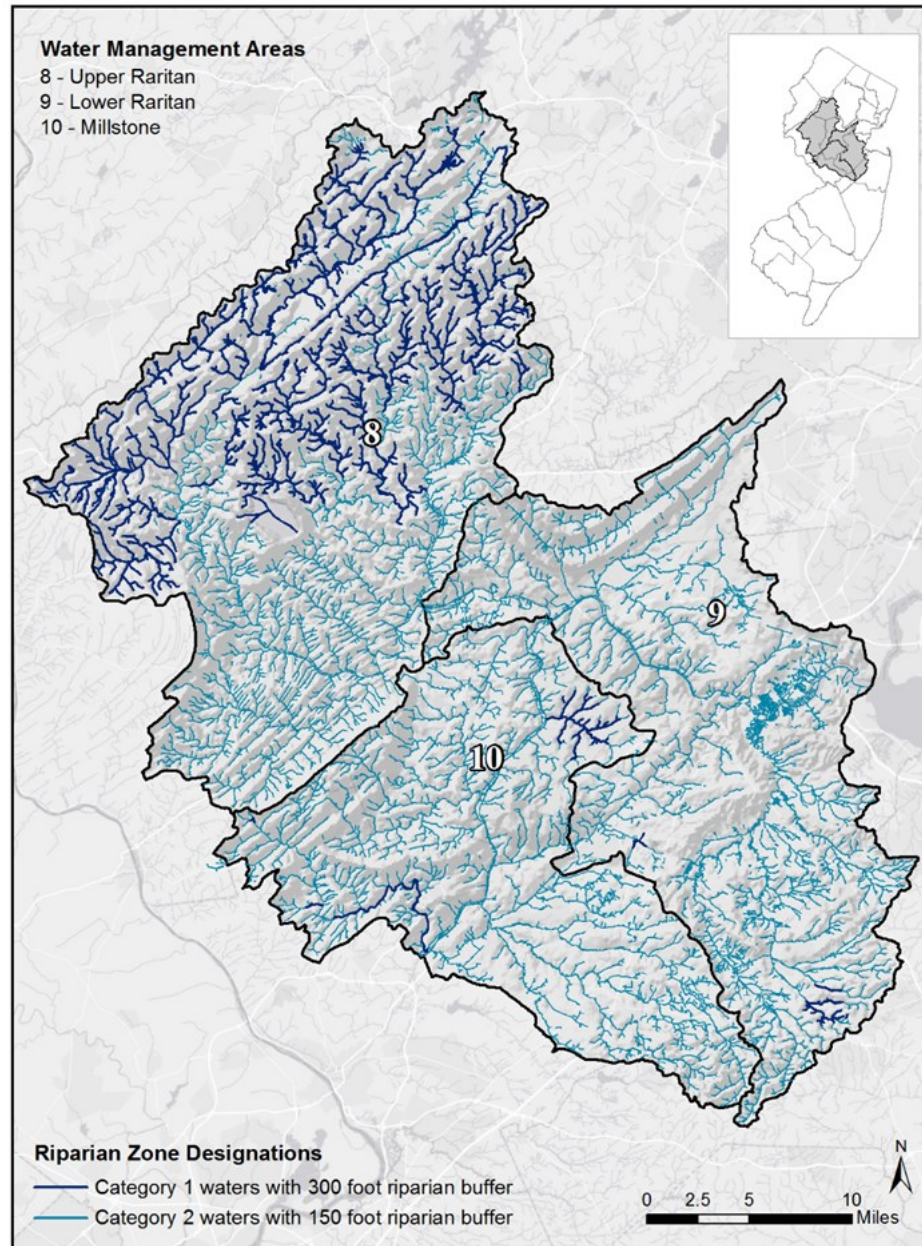 Water Management Areas
8 - Upper Raritan
9 - Lower Raritan
10 - Millstone
8
9
10
Riparian Zone Designations
Category 1 waters with 300 foot riparian buffer
Category 2 waters with 150 foot riparian buffer
N
0 2.5 5 10
Miles